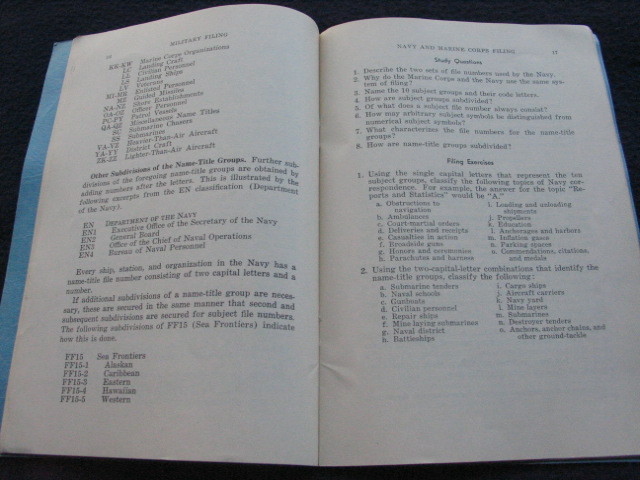 MILITARY FILING
KK-KW Marine Corps Organizations
LC Landing Craft
LE Civilian Personnel
LS Landing Ships
LV Veterans
Enlisted Personnel
Guided Missiles
NA-NZ Shore Establishments
OA-OZ Officer Personnel
PC-PY Patrol Vessels
QA-QZ Miscellaneous Name Titles
SC Submarine Chasers
SS Submarines
VA-VZ Heavier-Than-Air Aircraft
YA-YY District Craft
ZK-ZZ Lighter-Than-Air Aircraft
Other Subdivisions of the Name-Title Groups. Further sub-
divisions of the foregoing name-title groups are obtained by
adding numbers after the letters. This is illustrated by the
following excerpts from the EN classification (Department
of the Navy).
EN DEPARTMENT OF THE NAVY
EN1 Executive Office of the Secretary of the Navy
EN2 General Board
EN3 Office of the Chief of Naval Operations
EN4 Bureau of Naval Personnel
Every ship, station, and organization in the Navy has a
name-title file number consisting of two capital letters and a
number.
If additional subdivisions of a name-title group are neces-
sary, these are secured in the same manner that second and
subsequent subdivisions are secured for subject file numbers.
The following subdivisions of FF15 (Sea Frontiers) indicate
how this is done.
FF15 Sea Frontiers
FF15-1 Alaskan
FF15-2 Caribbean
FF15-3 Eastern
FF15-4 Hawaiian
FF15-5 Western
NAVY AND MARINE CORPS FILING 17
Study Questions
1. Describe the two sets of file numbers used by the Navy.
2. Why do the Marine Corps and the Navy use the same sys-
tem of filing?
3. Name the 10 subject groups and their code letters.
4. How are subject groups subdivided?
5. Of what does a subject file number always consist?
6. How may arbitrary subject symbols be distinguished from
numerical subject symbols?
7. What characterizes the file numbers for the name-title
groups?
8. How are name-title groups subdivided?
Filing Exercises
1. Using the single capital letters that represent the ten
subject groups, classify the following topics of Navy cor-
respondence. For example, the answer for the topic "Re-
ports and Statistics" would be "A."
a. Obstructions to navigation
b. Ambulances
c. Court-martial orders
d. Deliveries and receipts
e. Casualties in action
f. Broadside guns
g. Honors and ceremonies
h. Parachutes and harness
i. Loading and unloading shipments
j. Propellers
k. Education
l. Anchorages and harbors
m. Inflation gases
n. Parking spaces
o. Commendations, citations, and medals
2. Using the two-capital-letter combinations that identify the
name-title groups, classify the following:
a. Submarine tenders
b. Naval schools
c. Gunboats
d. Civilian personnel
e. Repair ships
f. Mine laying submarines
g. Naval district
h. Battleships
i. Cargo ships
j. Aircraft carriers
k. Navy yard
l. Mine layers
m. Submarines
n. Destroyer tenders
o. Anchors, anchor chains, and other ground-tackle